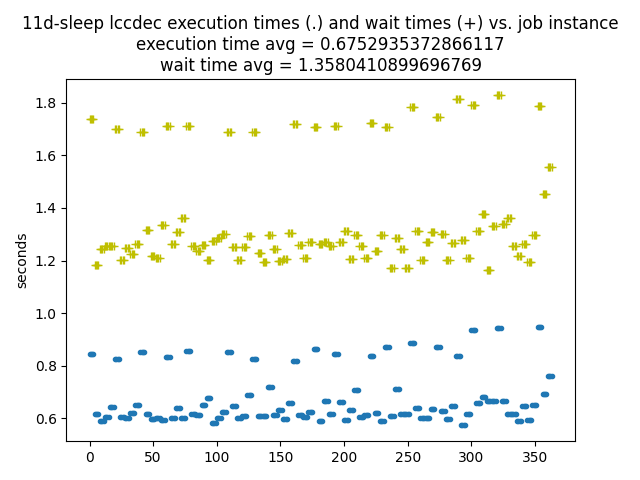 11d-sleep lccdec execution times (.) and wait times (+) vs. job instance
execution time avg = 0.6752935372866117
wait time avg = 1.3580410899696769
seconds
1.8
1.6
1.4
1.2
1.0
0.8
0.6
0 50 100 150 200 250 300 350